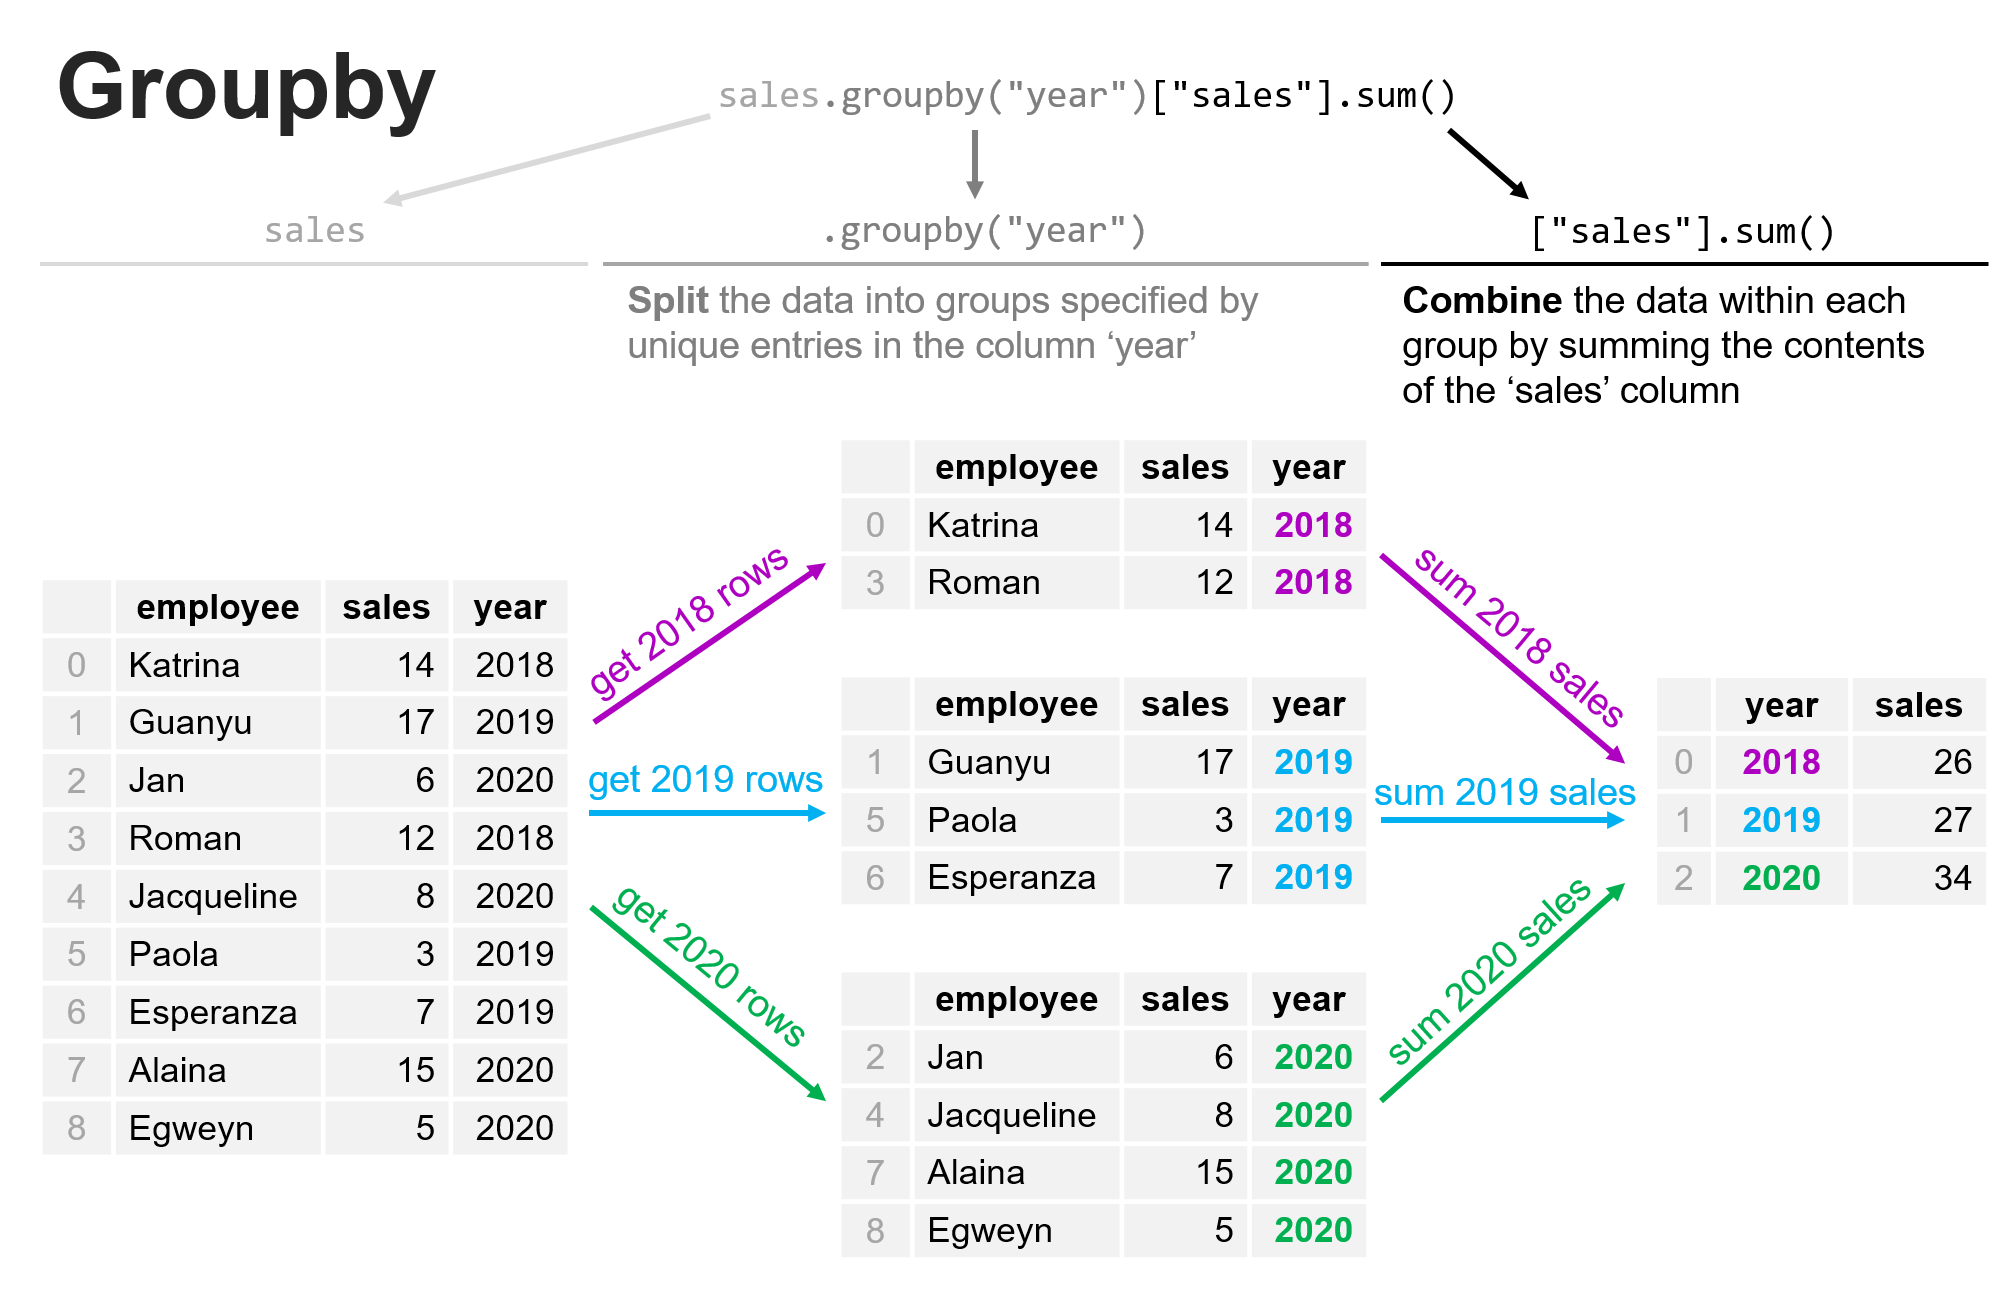 Groupby
sales.groupby("year")["sales"].sum()
sales
.groupby("year")
["sales"].sum()
Split the data into groups specified by
unique entries in the column ‘year’
Combine the data within each
group by summing the contents
of the ‘sales’ column
employee sales year
0 Katrina 14 2018
1 Guanyu 17 2019
2 Jan 6 2020
3 Roman 12 2018
4 Jacqueline 8 2020
5 Paola 3 2019
6 Esperanza 7 2019
7 Alaina 15 2020
8 Egweyn 5 2020
get 2018 rows
get 2019 rows
get 2020 rows
employee sales year
0 Katrina 14 2018
3 Roman 12 2018
employee sales year
1 Guanyu 17 2019
5 Paola 3 2019
6 Esperanza 7 2019
employee sales year
2 Jan 6 2020
4 Jacqueline 8 2020
7 Alaina 15 2020
8 Egweyn 5 2020
sum 2018 sales
sum 2019 sales
sum 2020 sales
year sales
0 2018 26
1 2019 27
2 2020 34